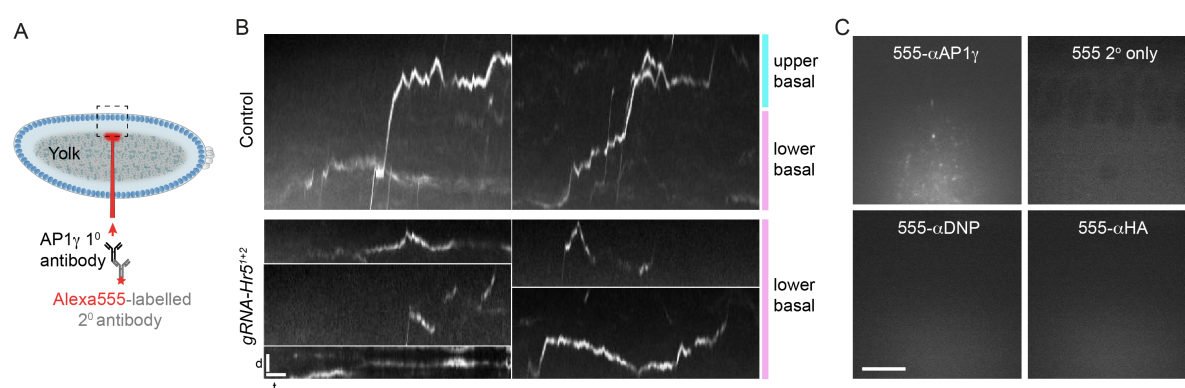 A
Yolk
AP1γ 1⁰
antibody
Alexa555-labelled
2⁰ antibody
B
Control
gRNA-Hr5¹⁺²
upper
basal
lower
basal
lower
basal
d
t
C
555-αAP1γ
555 2⁰ only
555-αDNP
555-αHA